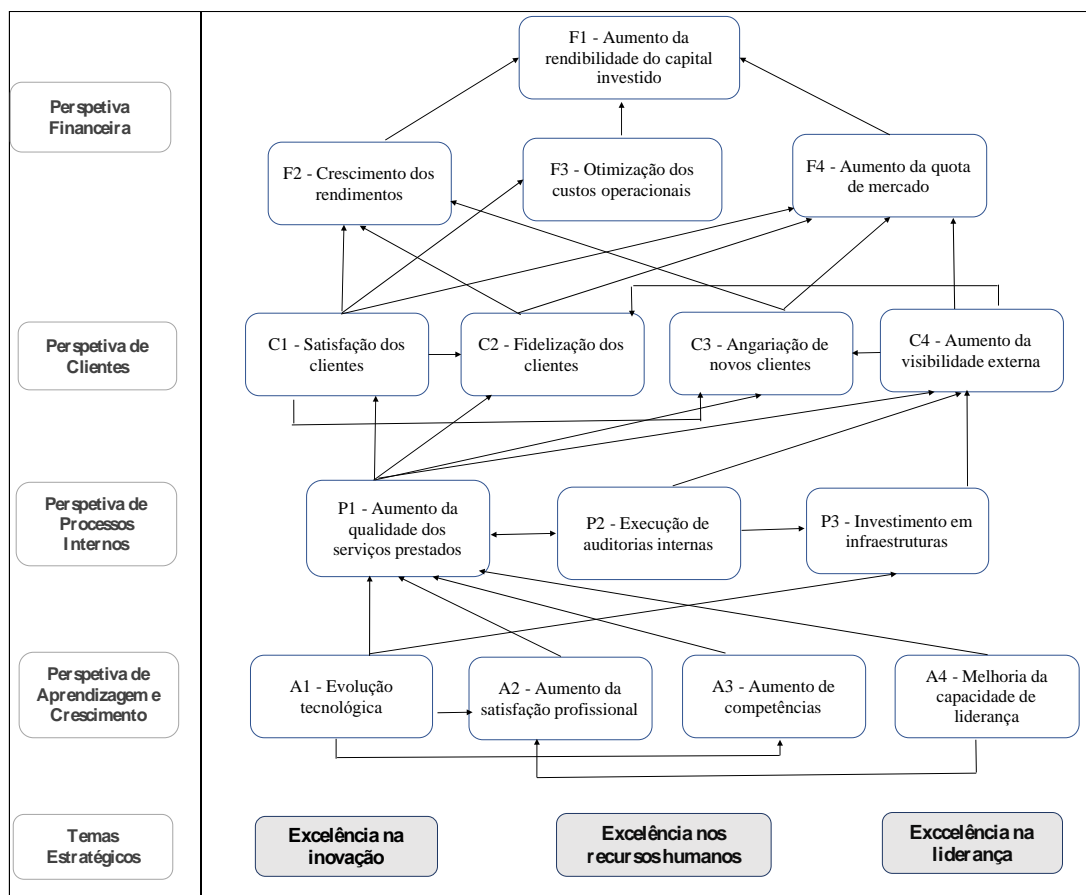 F1 - Aumento da
rendibilidade do capital
investido
Perspetiva
Financeira
F2 - Crescimento dos
rendimentos
F3 - Otimização dos
custos operacionais
F4 - Aumento da quota
de mercado
Perspetiva de
Clientes
C1 - Satisfação dos
clientes
C2 - Fidelização dos
clientes
C3 - Angariação de
novos clientes
C4 - Aumento da
visibilidade externa
Perspetiva de
Processos
Internos
P1 - Aumento da
qualidade dos
serviços prestados
P2 - Execução de
auditorias internas
P3 - Investimento em
infraestruturas
Perspetiva de
Aprendizagem e
Crescimento
A1 - Evolução
tecnológica
A2 - Aumento da
satisfação profissional
A3 - Aumento de
competências
A4 - Melhoria da
capacidade de
liderança
Temas
Estratégicos
Excelência na
inovação
Excelência nos
recursos humanos
Exccelência na
liderança